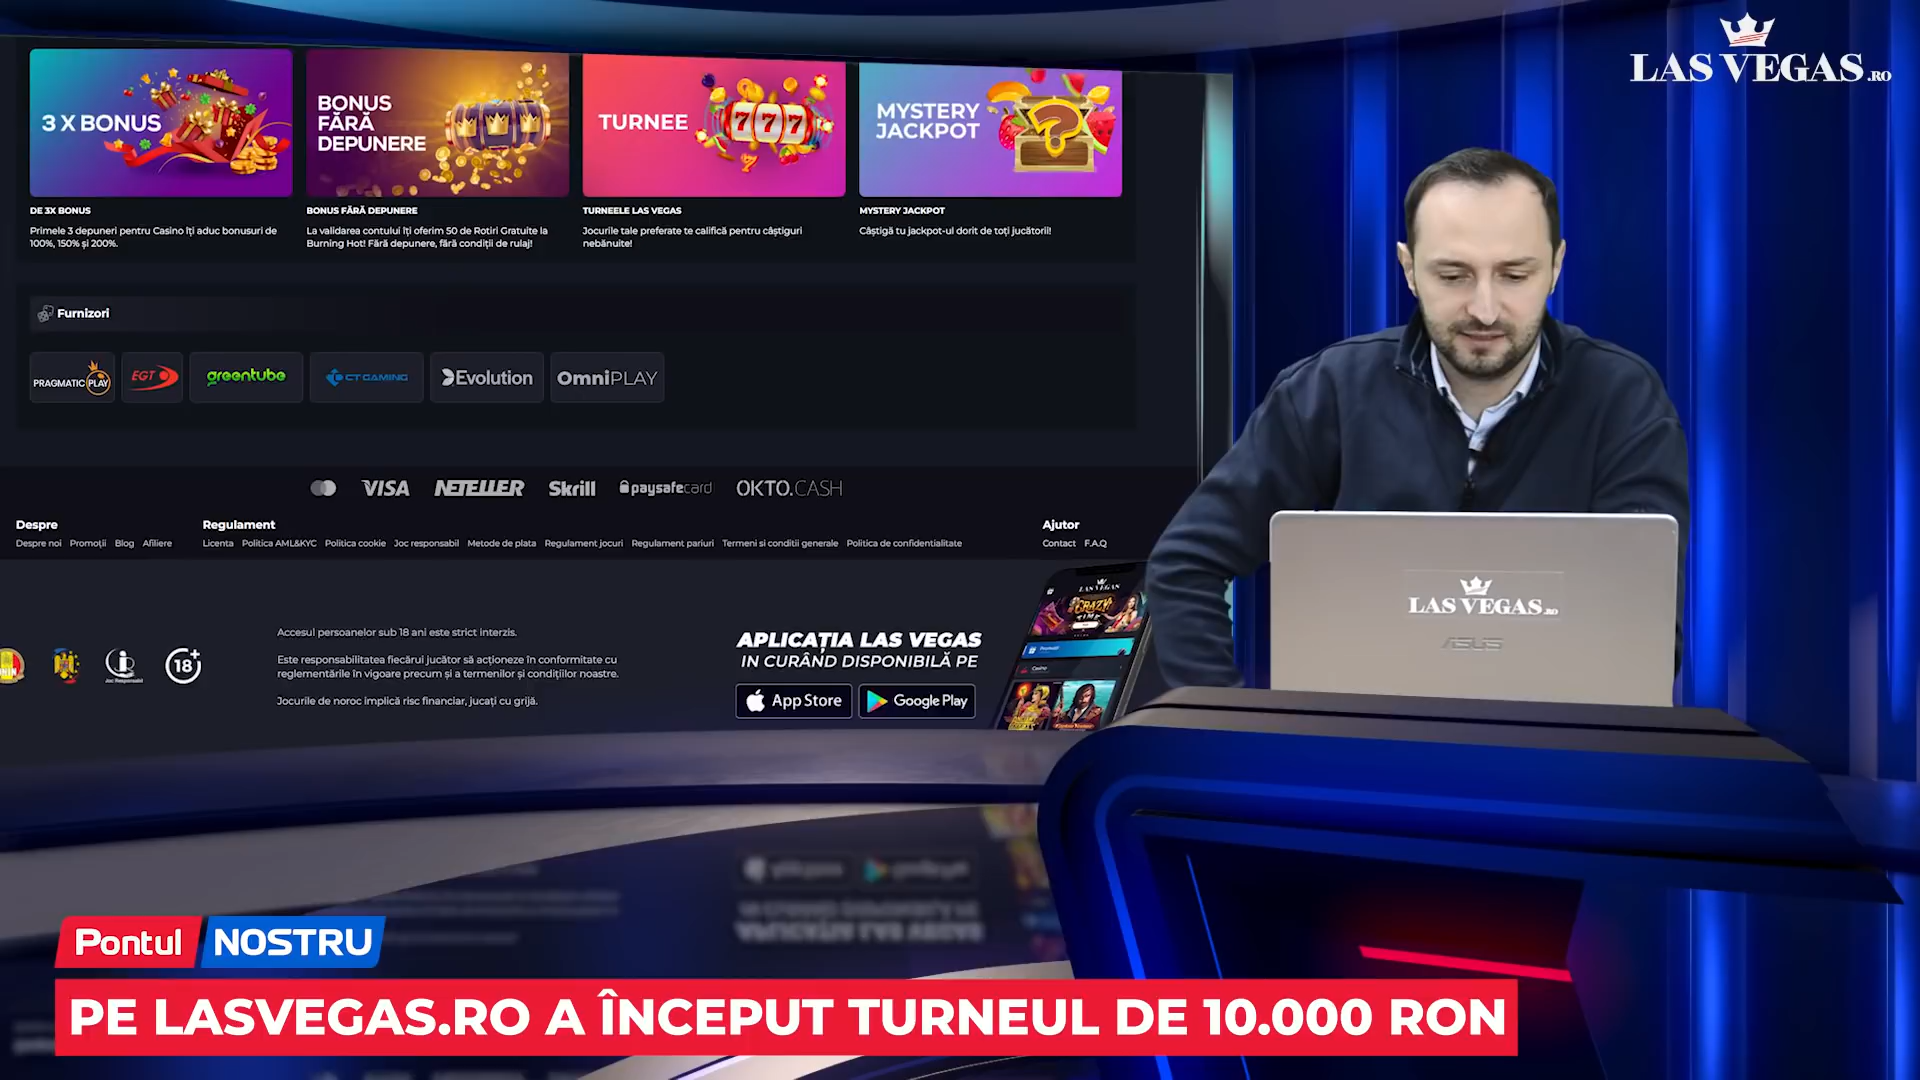 LAS VEGAS.RO
3 X BONUS
BONUS
FĂRĂ
DEPUNERE
TURNEE
777
MYSTERY
JACKPOT
DE 3X BONUS
Primele 3 depuneri pentru Casino îți aduc bonusuri de
100%, 150% și 200%.
BONUS FĂRĂ DEPUNERE
La validarea contului îți oferim 50 de Rotiri Gratuite la
Burning Hot! Fără depunere, fără condiții de rulaj!
TURNEELE LAS VEGAS
Jocurile tale preferate te califică pentru câștiguri
nebănuite!
MYSTERY JACKPOT
Câștigă tu jackpot-ul dorit de toți jucătorii!
Furnizori
PRAGMATIC PLAY
EGT
greentube
CT GAMING
Evolution
OmniPLAY
VISA
NETELLER
Skrill
paysafecard
OKTO.CASH
Despre
Despre noi Promoții Blog Afiliere
Regulament
Licenta Politica AML&KYC Politica cookie Joc responsabil Metode de plata Regulament jocuri Regulament pariuri Termeni si conditii generale Politica de confidentialitate
Ajutor
Contact F.A.Q
Joc Responsabil
18+
Accesul persoanelor sub 18 ani este strict interzis.
Este responsabilitatea fiecărui jucător să acționeze în conformitate cu
reglementările în vigoare precum și a termenilor și condițiilor noastre.
Jocurile de noroc implică risc financiar, jucați cu grijă.
APLICAȚIA LAS VEGAS
IN CURÂND DISPONIBILĂ PE
App Store
Google Play
LAS VEGAS
CRAZY
TIME
LAS VEGAS.RO
ASUS
Pontul NOSTRU
PE LASVEGAS.RO A ÎNCEPUT TURNEUL DE 10.000 RON